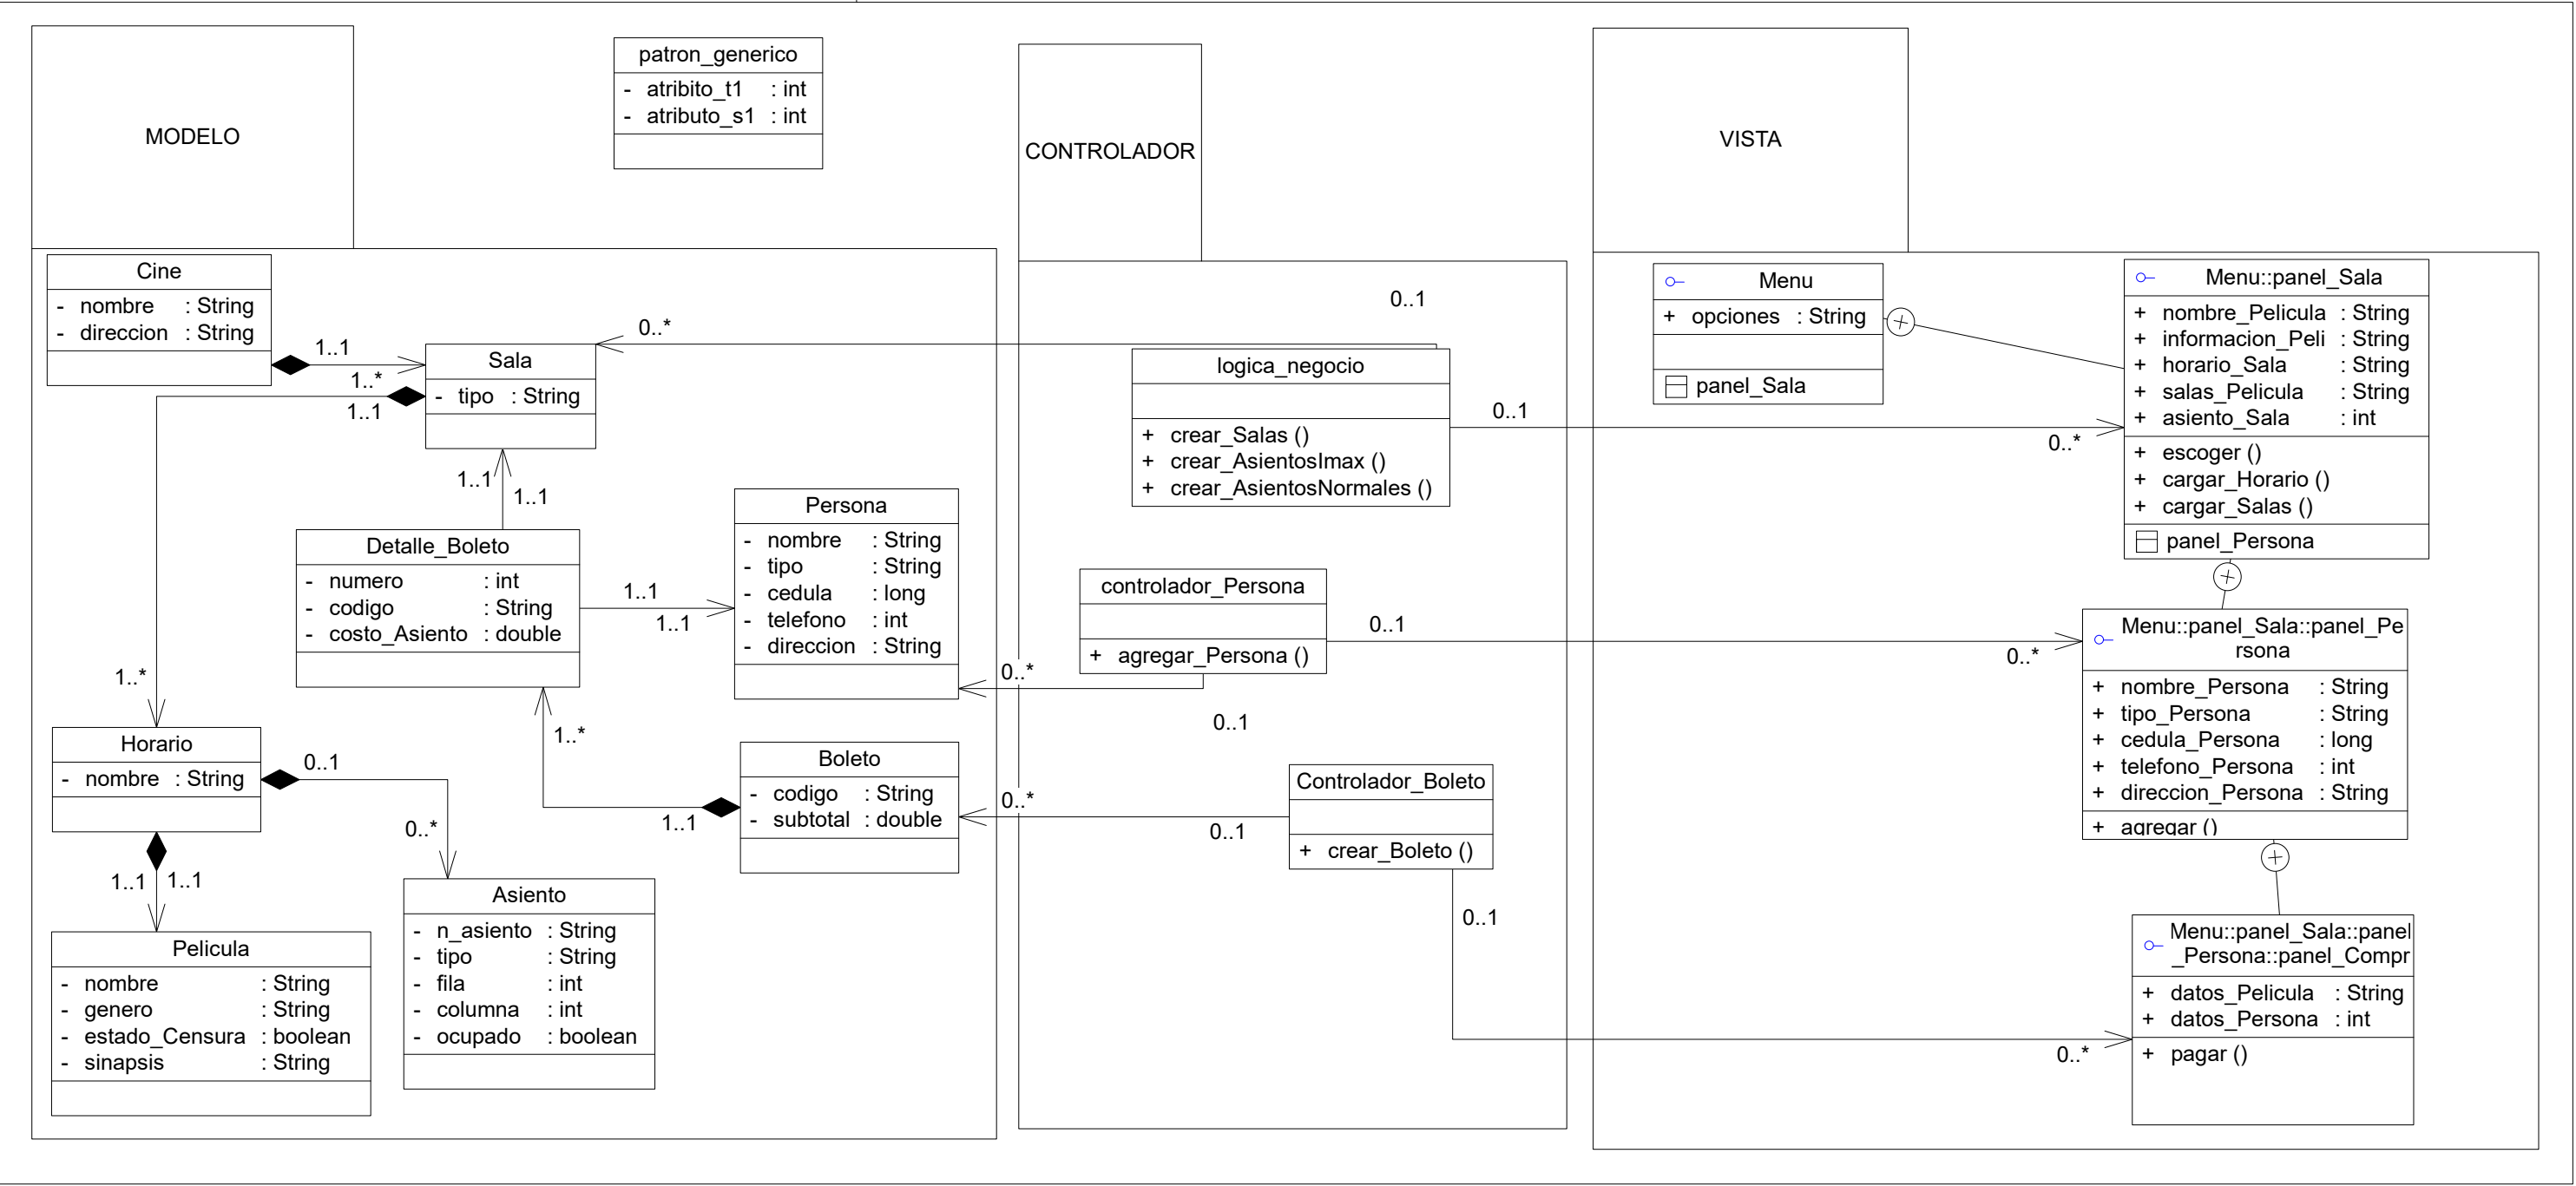 MODELO
patron_generico
- atribito_t1 : int
- atributo_s1 : int
CONTROLADOR
VISTA
Cine
- nombre : String
- direccion : String
1..1
1..*
Sala
- tipo : String
0..*
0..1
1..1
1..*
1..1
1..1
Detalle_Boleto
- numero : int
- codigo : String
- costo_Asiento : double
1..1
1..1
Persona
- nombre : String
- tipo : String
- cedula : long
- telefono : int
- direccion : String
Horario
- nombre : String
0..1
0..*
1..1
1..1
1..*
1..1
Boleto
- codigo : String
- subtotal : double
Pelicula
- nombre : String
- genero : String
- estado_Censura : boolean
- sinapsis : String
Asiento
- n_asiento : String
- tipo : String
- fila : int
- columna : int
- ocupado : boolean
logica_negocio
+ crear_Salas ()
+ crear_AsientosImax ()
+ crear_AsientosNormales ()
0..1
0..*
controlador_Persona
+ agregar_Persona ()
0..1
0..*
0..*
0..1
Controlador_Boleto
+ crear_Boleto ()
0..*
0..1
0..1
0..*
Menu
+ opciones : String
panel_Sala
Menu::panel_Sala
+ nombre_Pelicula : String
+ informacion_Peli : String
+ horario_Sala : String
+ salas_Pelicula : String
+ asiento_Sala : int
+ escoger ()
+ cargar_Horario ()
+ cargar_Salas ()
panel_Persona
Menu::panel_Sala::panel_Pe
rsona
+ nombre_Persona : String
+ tipo_Persona : String
+ cedula_Persona : long
+ telefono_Persona : int
+ direccion_Persona : String
+ agregar ()
Menu::panel_Sala::panel
_Persona::panel_Compr
+ datos_Pelicula : String
+ datos_Persona : int
+ pagar ()